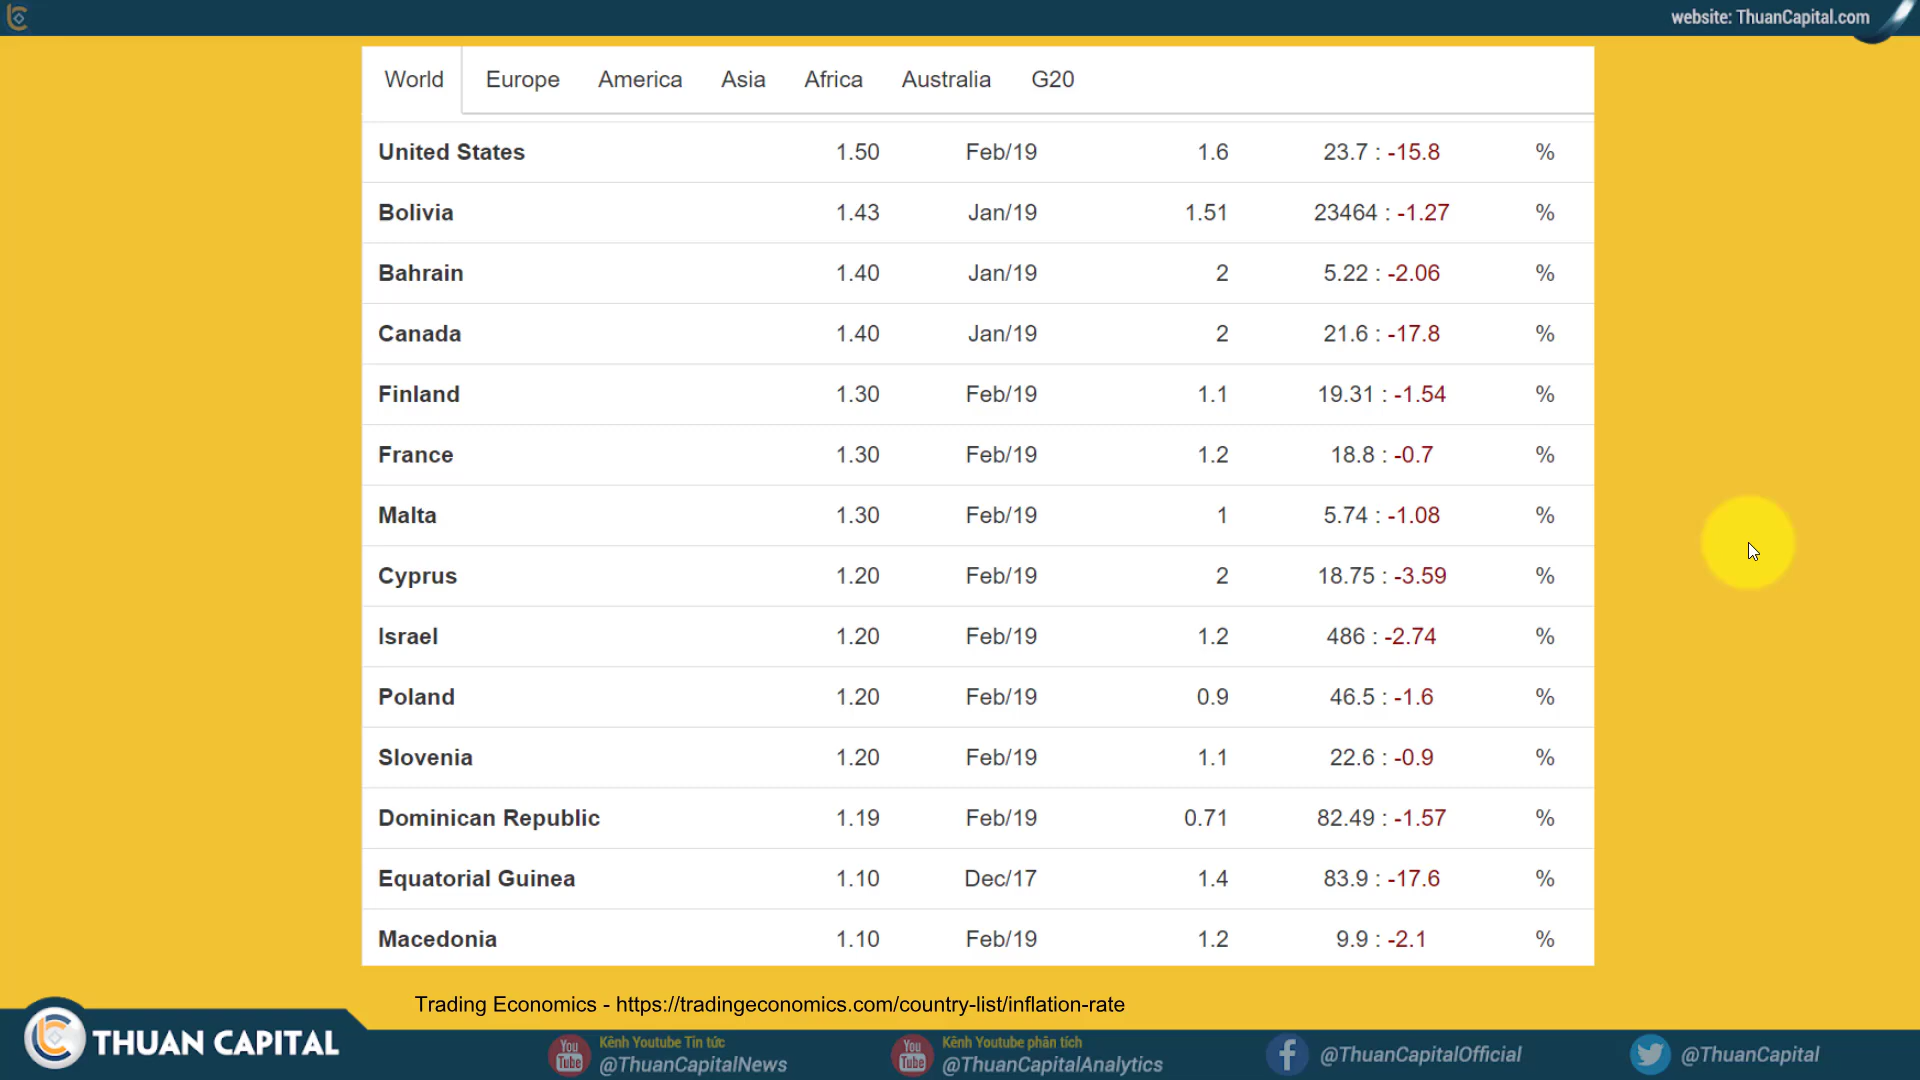 website: ThuanCapital.com
World Europe America Asia Africa Australia G20
United States 1.50 Feb/19 1.6 23.7 : -15.8 %
Bolivia 1.43 Jan/19 1.51 23464 : -1.27 %
Bahrain 1.40 Jan/19 2 5.22 : -2.06 %
Canada 1.40 Jan/19 2 21.6 : -17.8 %
Finland 1.30 Feb/19 1.1 19.31 : -1.54 %
France 1.30 Feb/19 1.2 18.8 : -0.7 %
Malta 1.30 Feb/19 1 5.74 : -1.08 %
Cyprus 1.20 Feb/19 2 18.75 : -3.59 %
Israel 1.20 Feb/19 1.2 486 : -2.74 %
Poland 1.20 Feb/19 0.9 46.5 : -1.6 %
Slovenia 1.20 Feb/19 1.1 22.6 : -0.9 %
Dominican Republic 1.19 Feb/19 0.71 82.49 : -1.57 %
Equatorial Guinea 1.10 Dec/17 1.4 83.9 : -17.6 %
Macedonia 1.10 Feb/19 1.2 9.9 : -2.1 %
Trading Economics - https://tradingeconomics.com/country-list/inflation-rate
THUAN CAPITAL
You Tube
Kênh Youtube Tin tức
@ThuanCapitalNews
You Tube
Kênh Youtube phân tích
@ThuanCapitalAnalytics
@ThuanCapitalOfficial
@ThuanCapital